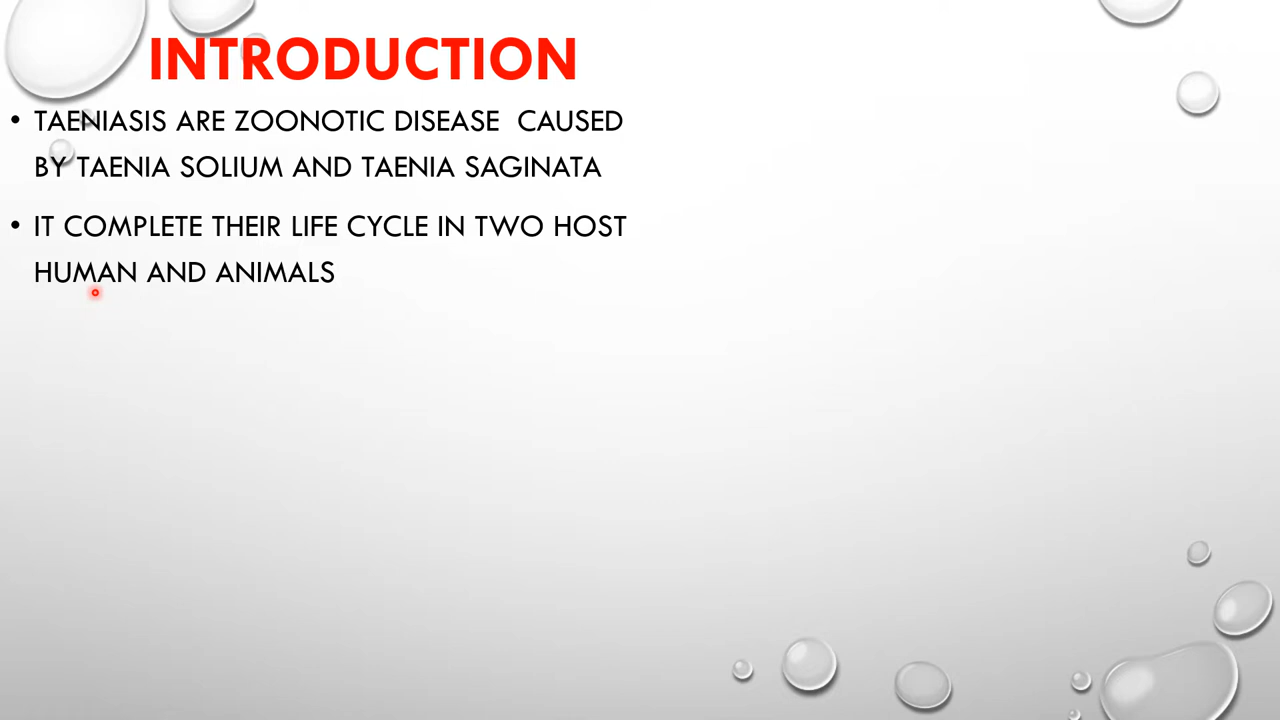 INTRODUCTION
• TAENIASIS ARE ZOONOTIC DISEASE  CAUSED
BY TAENIA SOLIUM AND TAENIA SAGINATA
• IT COMPLETE THEIR LIFE CYCLE IN TWO HOST
HUMAN AND ANIMALS